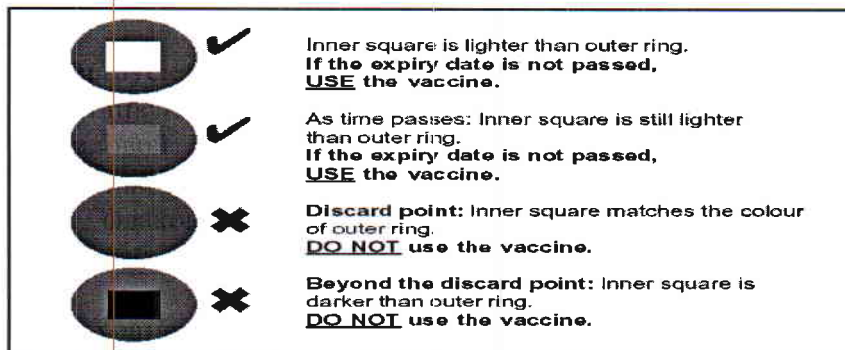 Inner square is lighter than outer ring.
If the expiry date is not passed,
USE the vaccine.
As time passes: Inner square is still lighter
than outer ring.
If the expiry date is not passed,
USE the vaccine.
Discard point: Inner square matches the colour
of outer ring.
DO NOT use the vaccine.
Beyond the discard point: Inner square is
darker than outer ring.
DO NOT use the vaccine.